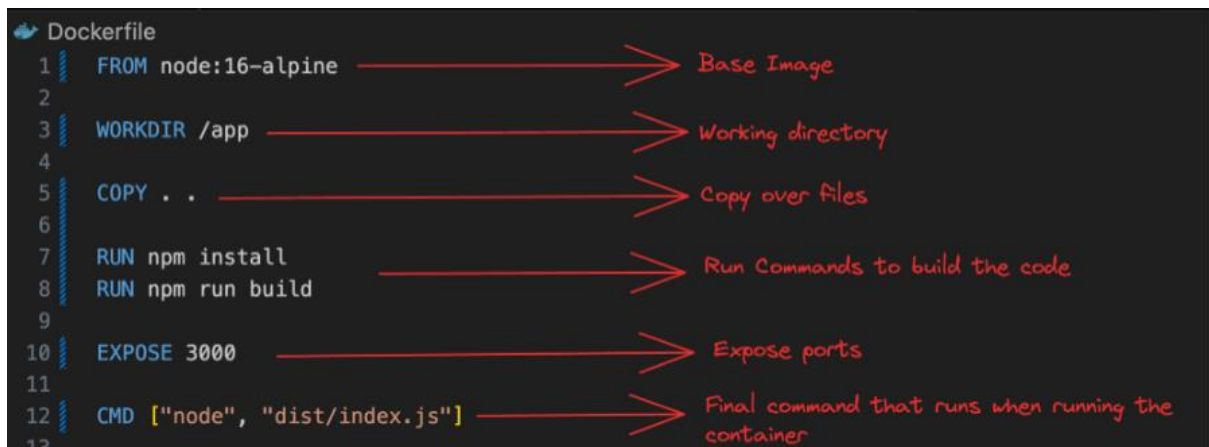 Dockerfile
1 FROM node:16-alpine Base Image
2
3 WORKDIR /app Working directory
4
5 COPY . . Copy over files
6
7 RUN npm install
Run Commands to build the code
8 RUN npm run build
9
10 EXPOSE 3000 Expose ports
11
12 CMD ["node", "dist/index.js"] Final command that runs when running the
container
13